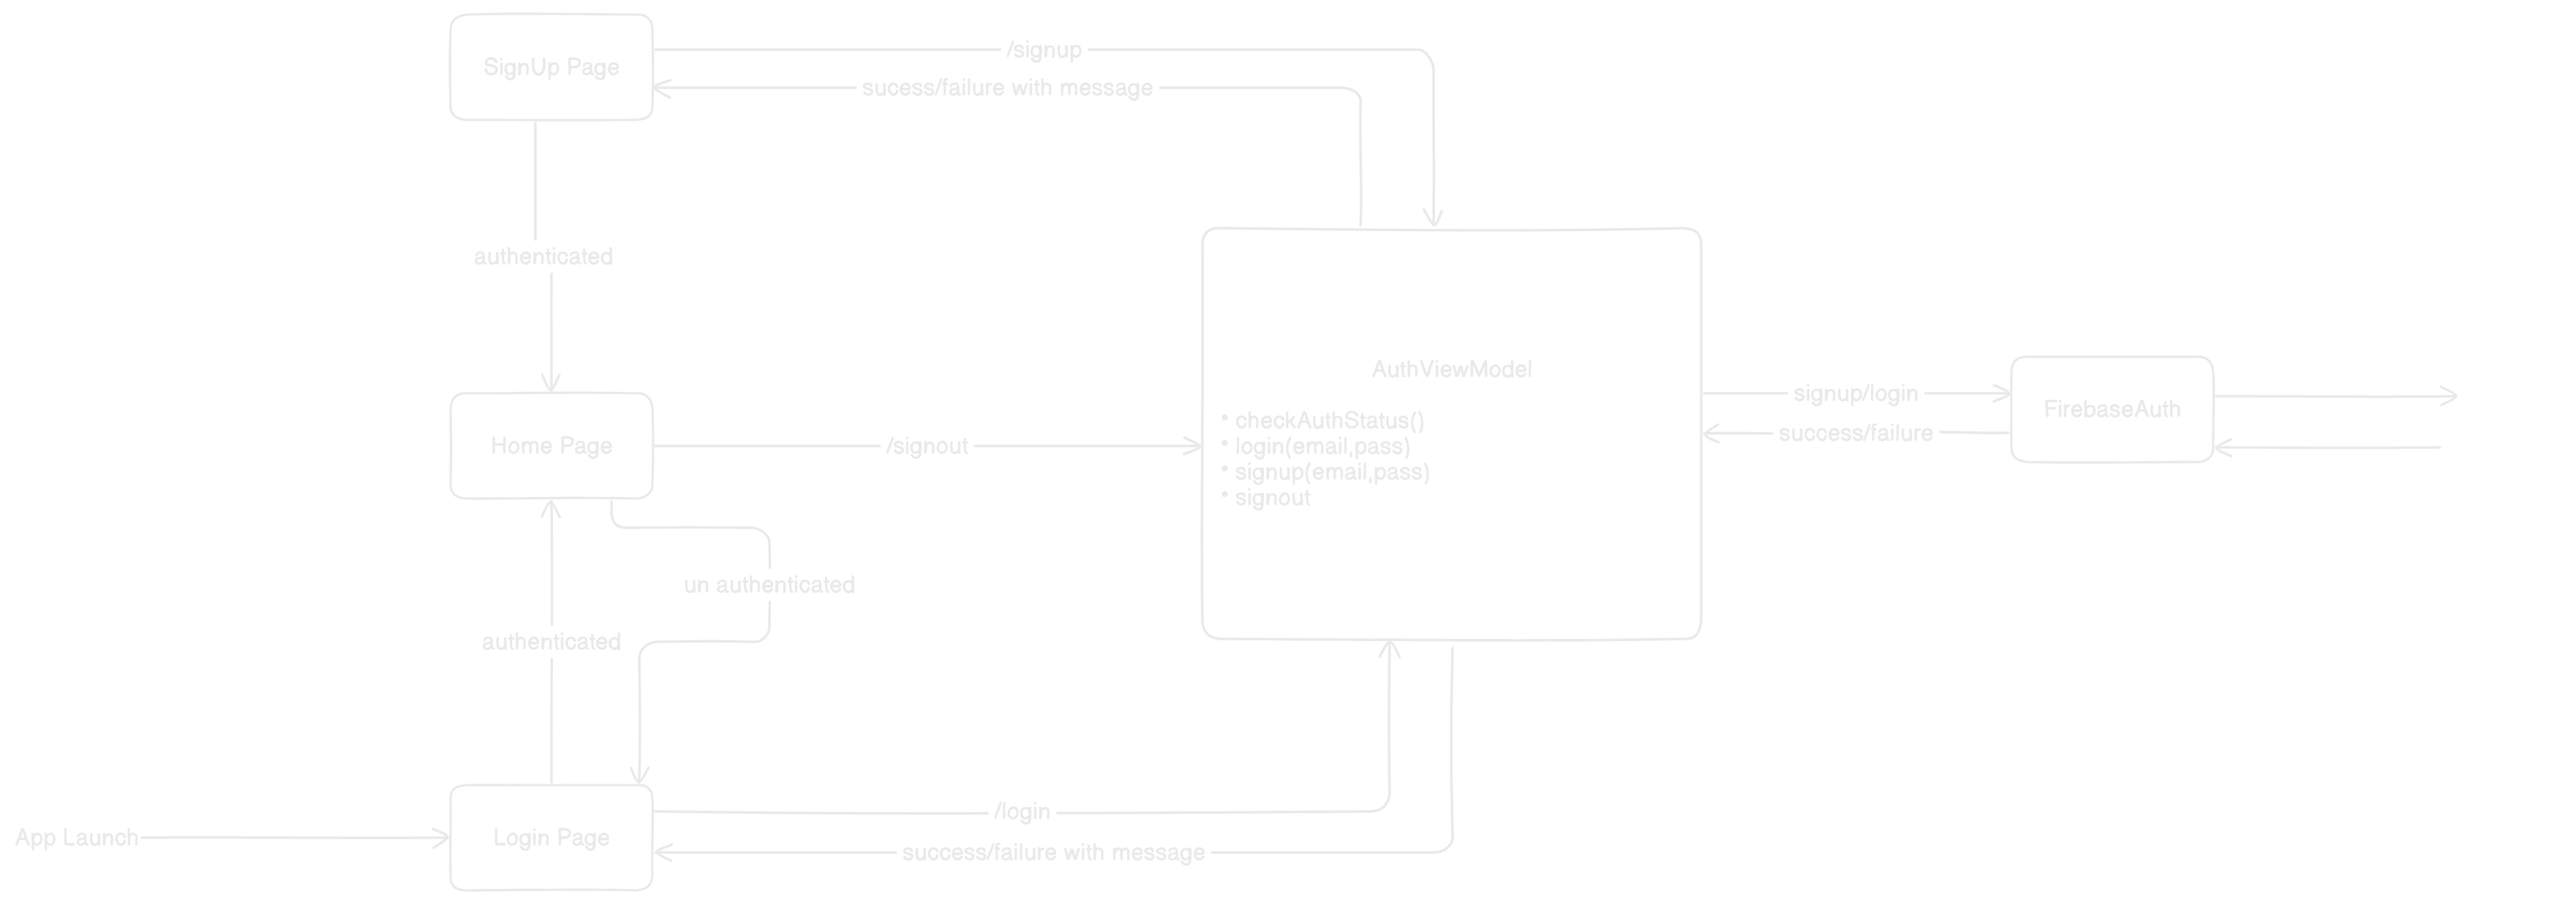 /signup
SignUp Page
sucess/failure with message
authenticated
AuthViewModel
• checkAuthStatus()
• login(email,pass)
• signup(email,pass)
• signout
signup/login
FirebaseAuth
success/failure
Home Page
/signout
un authenticated
authenticated
/login
App Launch
Login Page
success/failure with message